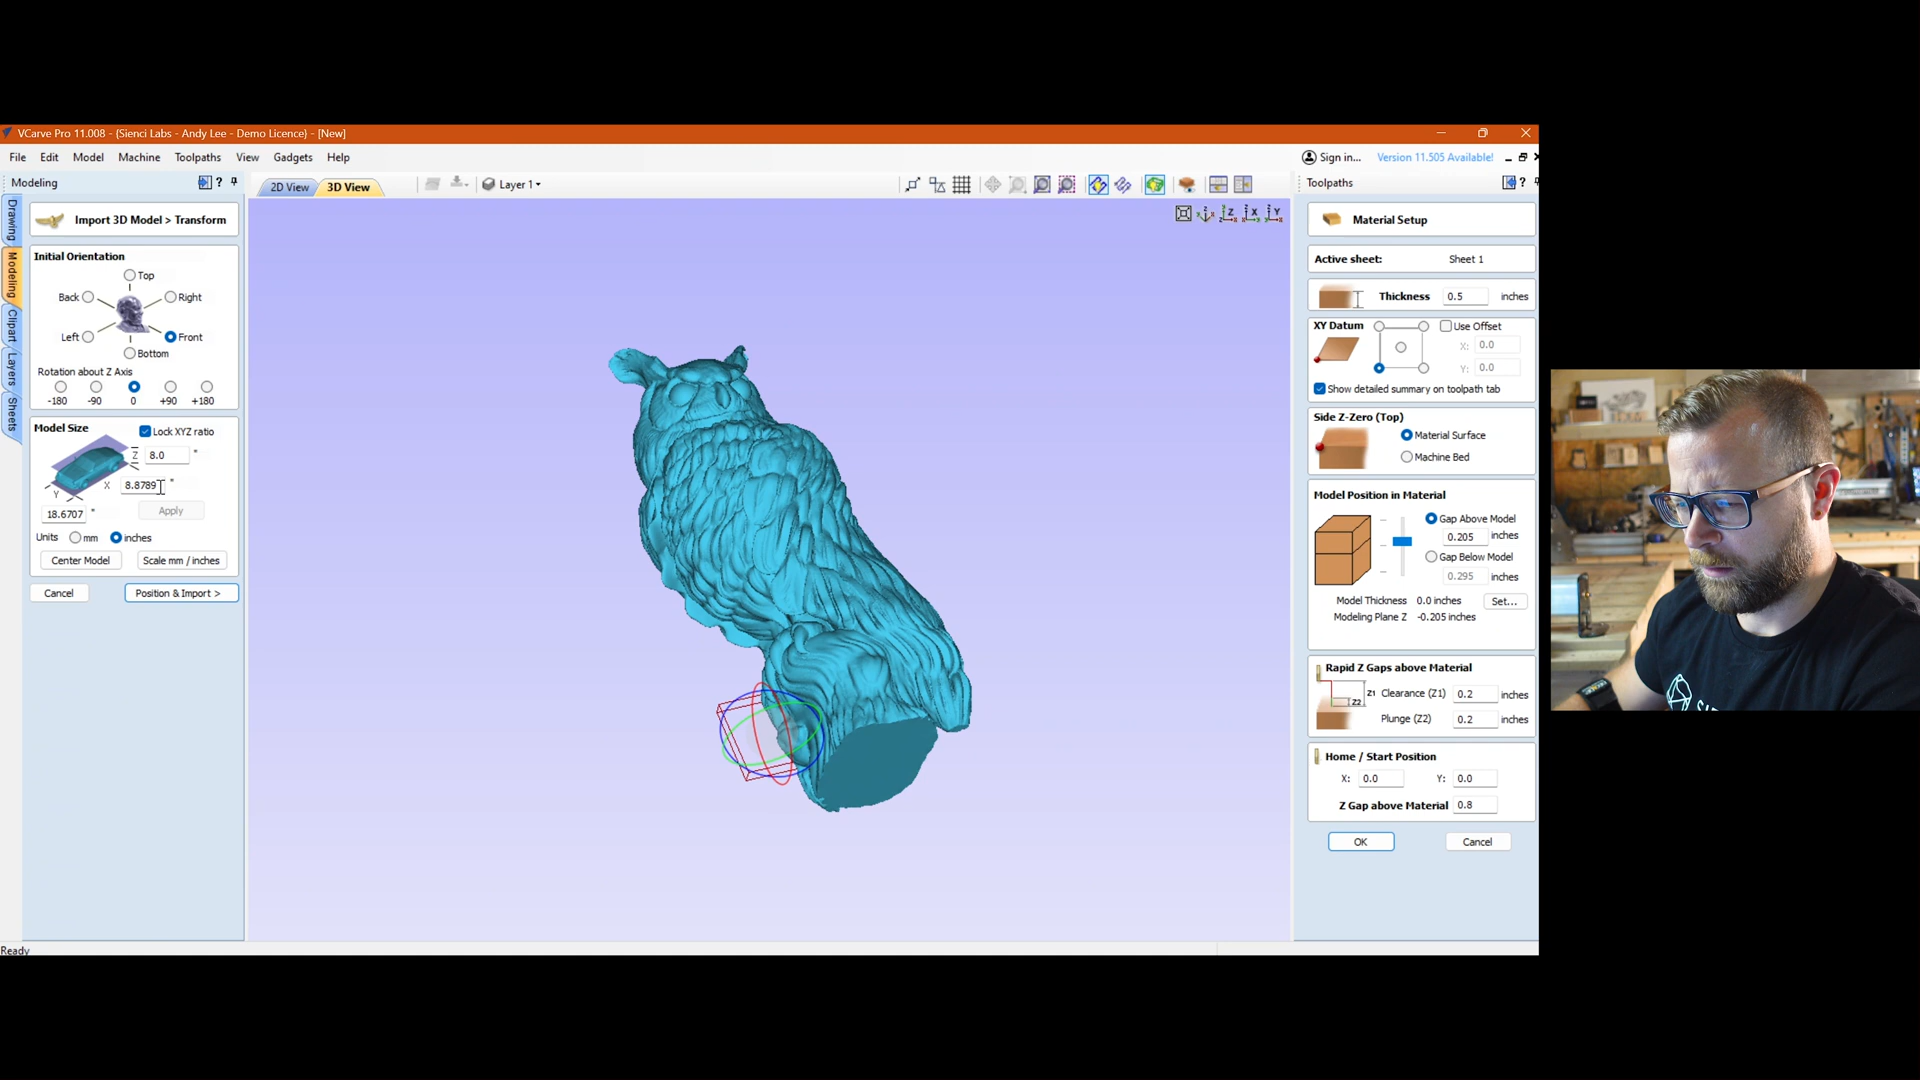 VCarve Pro 11.008 - {Sienci Labs - Andy Lee - Demo Licence} - [New]
File Edit Model Machine Toolpaths View Gadgets Help
Sign in... Version 11.505 Available!
Modeling ?
2D View 3D View Layer 1
Toolpaths ?
Drawing
Modeling
Clipart
Layers
Sheets
Import 3D Model > Transform
Initial Orientation
Top
Back Right
Left Front
Bottom
Rotation about Z Axis
-180 -90 0 +90 +180
Model Size
Lock XYZ ratio
Z 8.0 "
X 8.8789 "
Y
18.6707 "
Apply
Units mm inches
Center Model Scale mm / inches
Cancel Position & Import >
Z X Y
Material Setup
Active sheet: Sheet 1
Thickness 0.5 inches
XY Datum Use Offset
X: 0.0
Y: 0.0
Show detailed summary on toolpath tab
Side Z-Zero (Top)
Material Surface
Machine Bed
Model Position in Material
Gap Above Model
0.205 inches
Gap Below Model
0.295 inches
Model Thickness 0.0 inches Set...
Modeling Plane Z -0.205 inches
Rapid Z Gaps above Material
Z1 Clearance (Z1) 0.2 inches
Z2 Plunge (Z2) 0.2 inches
Home / Start Position
X: 0.0 Y: 0.0
Z Gap above Material 0.8
OK Cancel
Ready